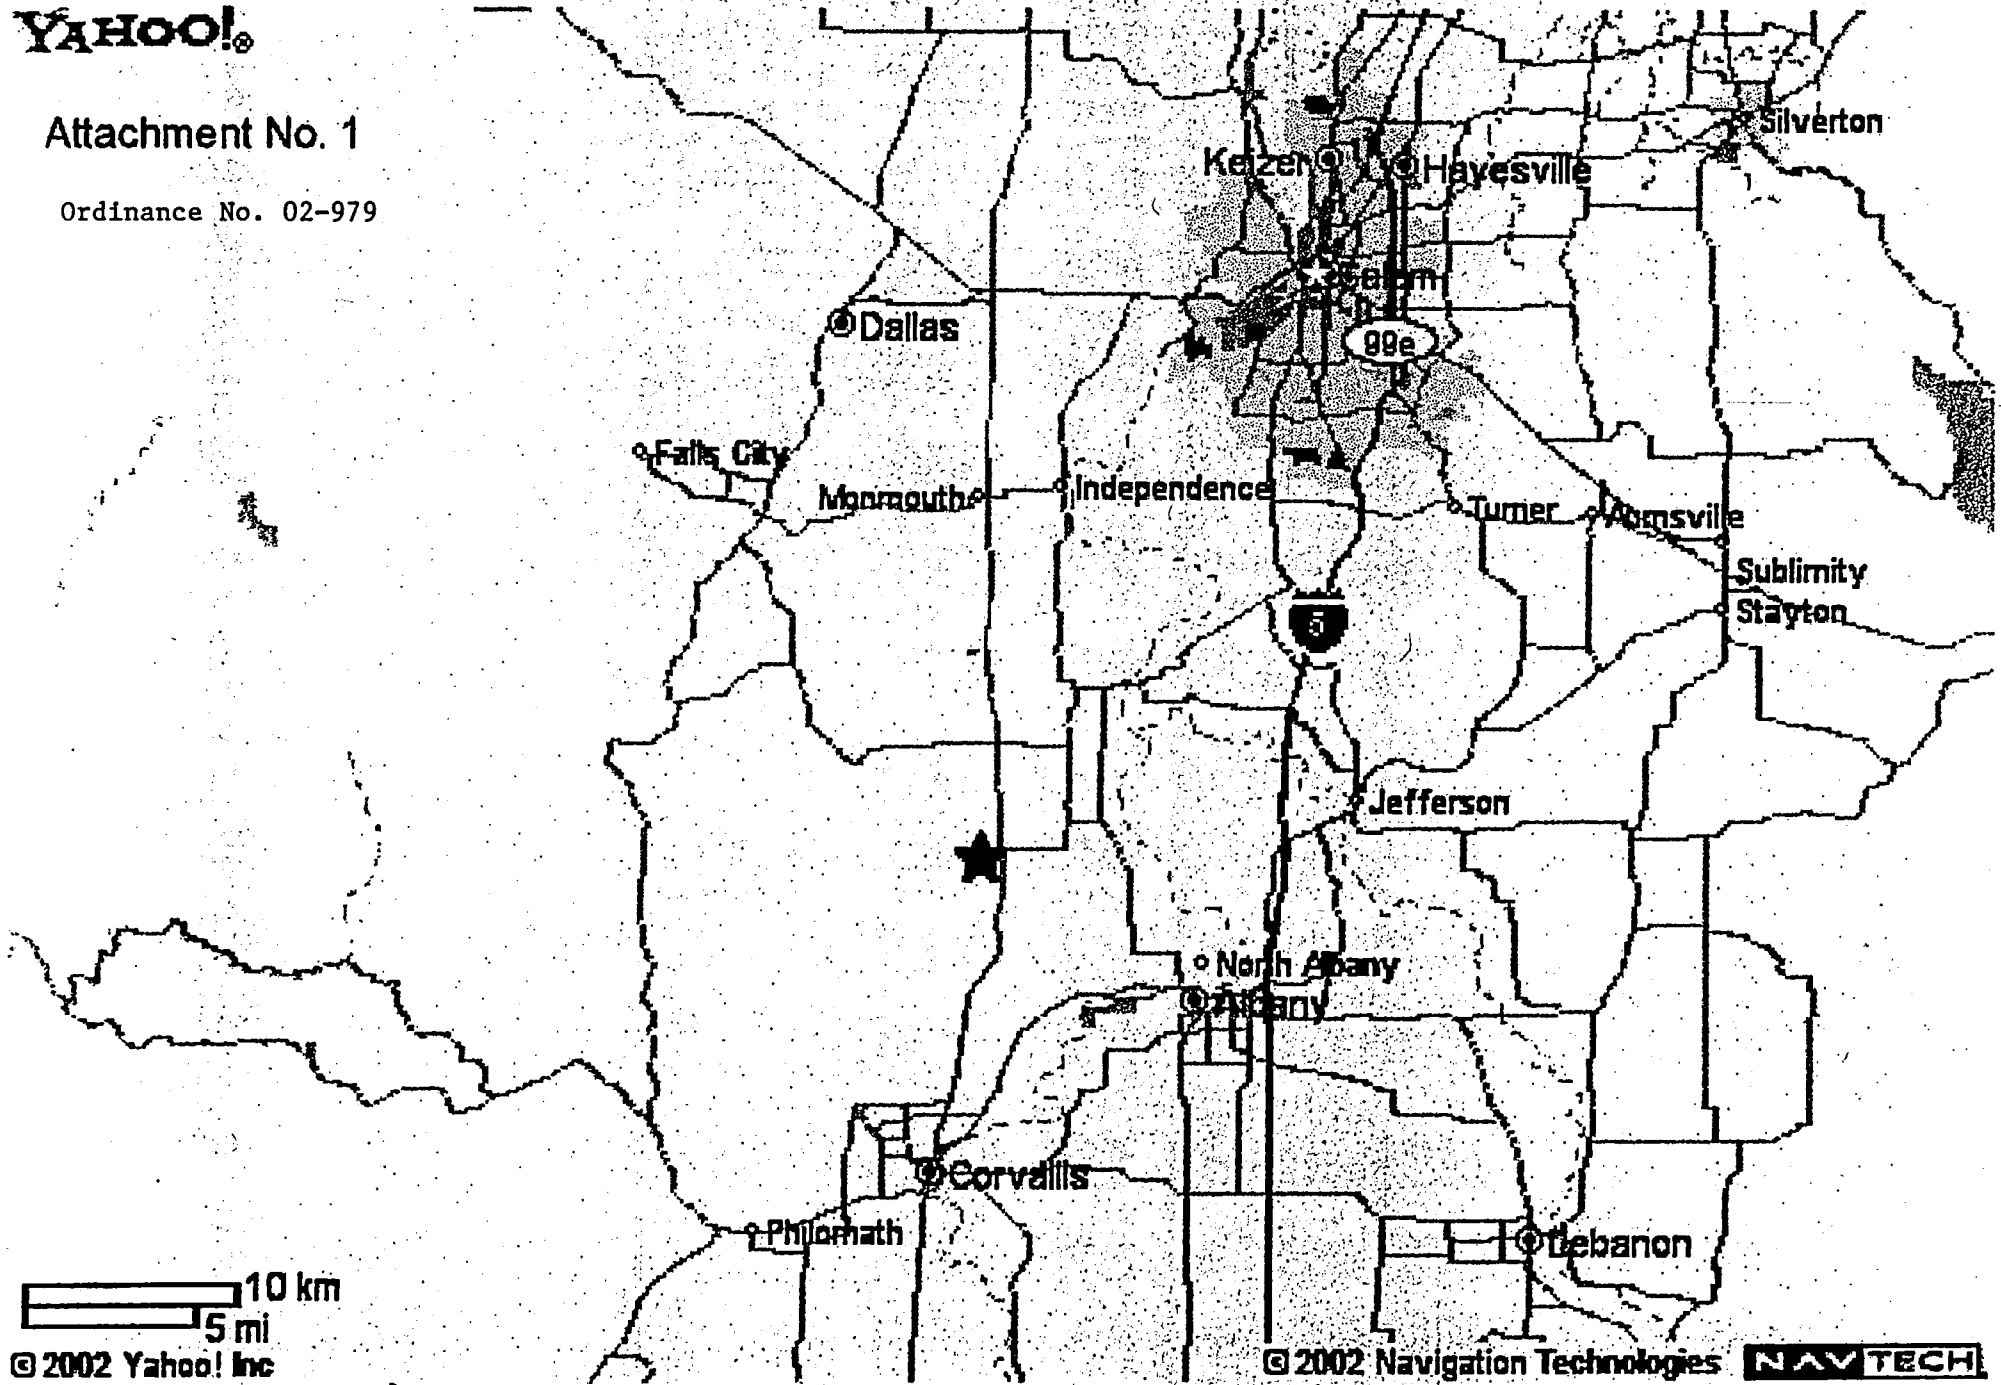 YAHOO!®
Attachment No. 1
Ordinance No. 02-979
Silverton
Keizer
Hayesville
Salem
Dallas
99e
Falls City
Monmouth
Independence
Turner
Aumsville
Sublimity
Stayton
5
Jefferson
North Albany
Albany
Corvallis
Philomath
Lebanon
10 km
5 mi
© 2002 Yahoo! Inc
© 2002 Navigation Technologies NAVTECH